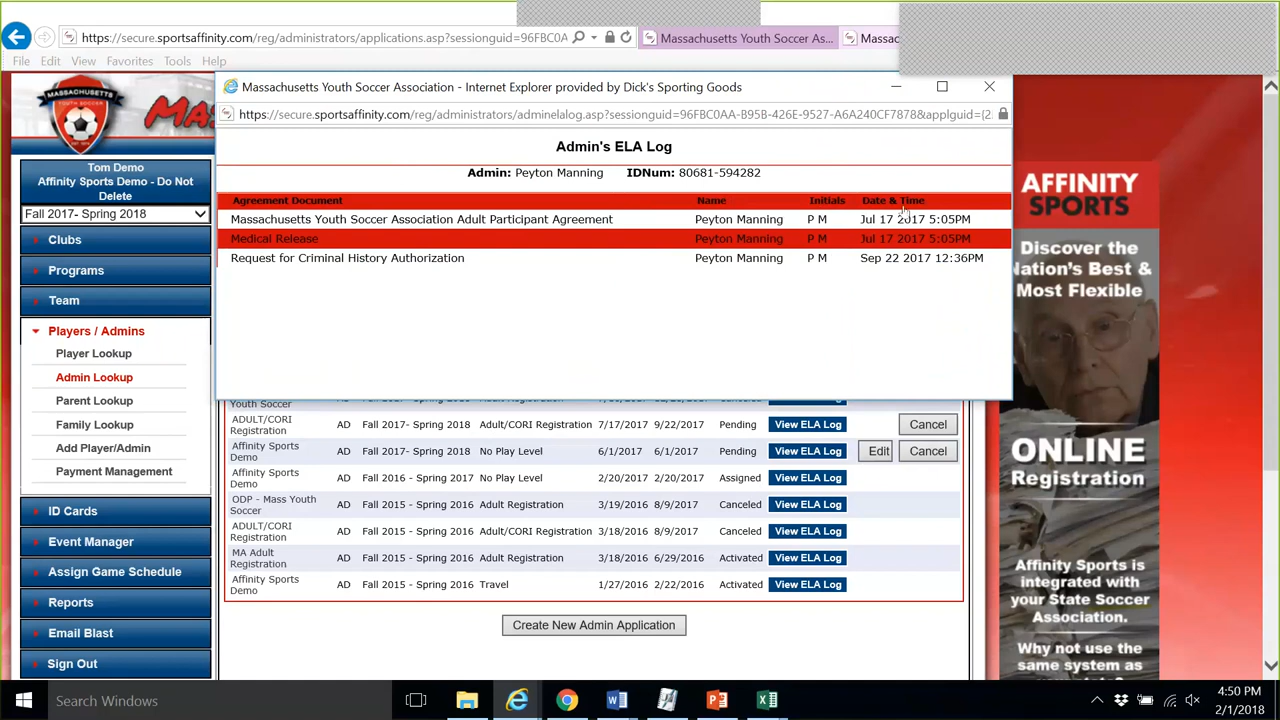 https://secure.sportsaffinity.com/reg/administrators/applications.asp?sessionguid=96FBC0A
Massachusetts Youth Soccer As...
Massac
File Edit View Favorites Tools Help
MASSACHUSETTS
YOUTH SOCCER
Massachusetts Youth Soccer Association - Internet Explorer provided by Dick's Sporting Goods
https://secure.sportsaffinity.com/reg/administrators/adminelalog.asp?sessionguid=96FBC0AA-B95B-426E-9527-A6A240CF7878&applguid={2
Admin's ELA Log
Admin: Peyton Manning IDNum: 80681-594282
Agreement Document Name Initials Date & Time
Massachusetts Youth Soccer Association Adult Participant Agreement Peyton Manning P M Jul 17 2017 5:05PM
Medical Release Peyton Manning P M Jul 17 2017 5:05PM
Request for Criminal History Authorization Peyton Manning P M Sep 22 2017 12:36PM
Tom Demo
Affinity Sports Demo - Do Not
Delete
Fall 2017- Spring 2018
Clubs
Programs
Team
Players / Admins
Player Lookup
Admin Lookup
Parent Lookup
Family Lookup
Add Player/Admin
Payment Management
ID Cards
Event Manager
Assign Game Schedule
Reports
Email Blast
Sign Out
Youth Soccer
ADULT/CORI
Registration AD Fall 2017- Spring 2018 Adult/CORI Registration 7/17/2017 9/22/2017 Pending View ELA Log Cancel
Affinity Sports
Demo AD Fall 2017- Spring 2018 No Play Level 6/1/2017 6/1/2017 Pending View ELA Log Edit Cancel
Affinity Sports
Demo AD Fall 2016 - Spring 2017 No Play Level 2/20/2017 2/20/2017 Assigned View ELA Log
ODP - Mass Youth
Soccer AD Fall 2015 - Spring 2016 Adult Registration 3/19/2016 8/9/2017 Canceled View ELA Log
ADULT/CORI
Registration AD Fall 2015 - Spring 2016 Adult/CORI Registration 3/18/2016 8/9/2017 Canceled View ELA Log
MA Adult
Registration AD Fall 2015 - Spring 2016 Adult Registration 3/18/2016 6/29/2016 Activated View ELA Log
Affinity Sports
Demo AD Fall 2015 - Spring 2016 Travel 1/27/2016 2/22/2016 Activated View ELA Log
Create New Admin Application
AFFINITY
SPORTS
Discover the
Nation's Best &
Most Flexible
ONLINE
Registration
Affinity Sports is
integrated with
your State Soccer
Association.
Why not use the
same system as
Search Windows
4:50 PM
2/1/2018